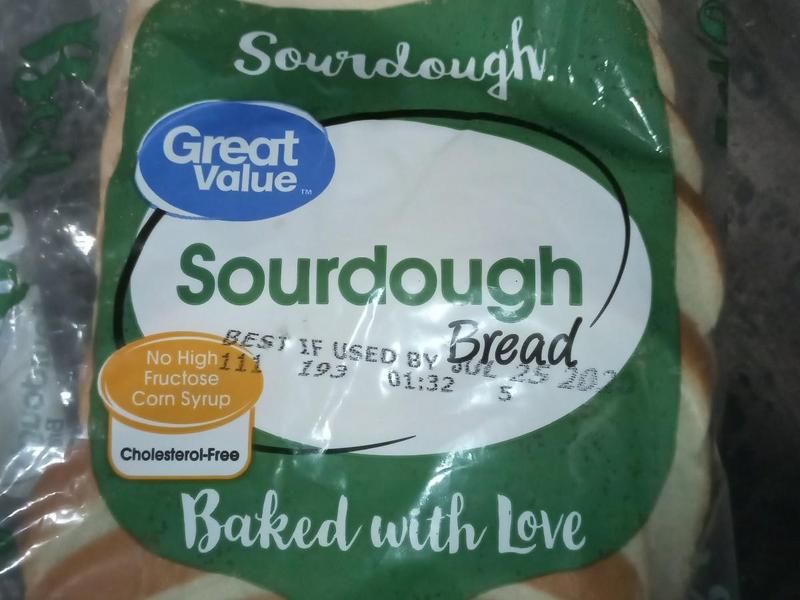 Sourdough
Great
Value™
Sourdough
Bread
BEST IF USED BY JUL 25
111 193 01:32 5
No High
Fructose
Corn Syrup
Cholesterol-Free
Baked with Love